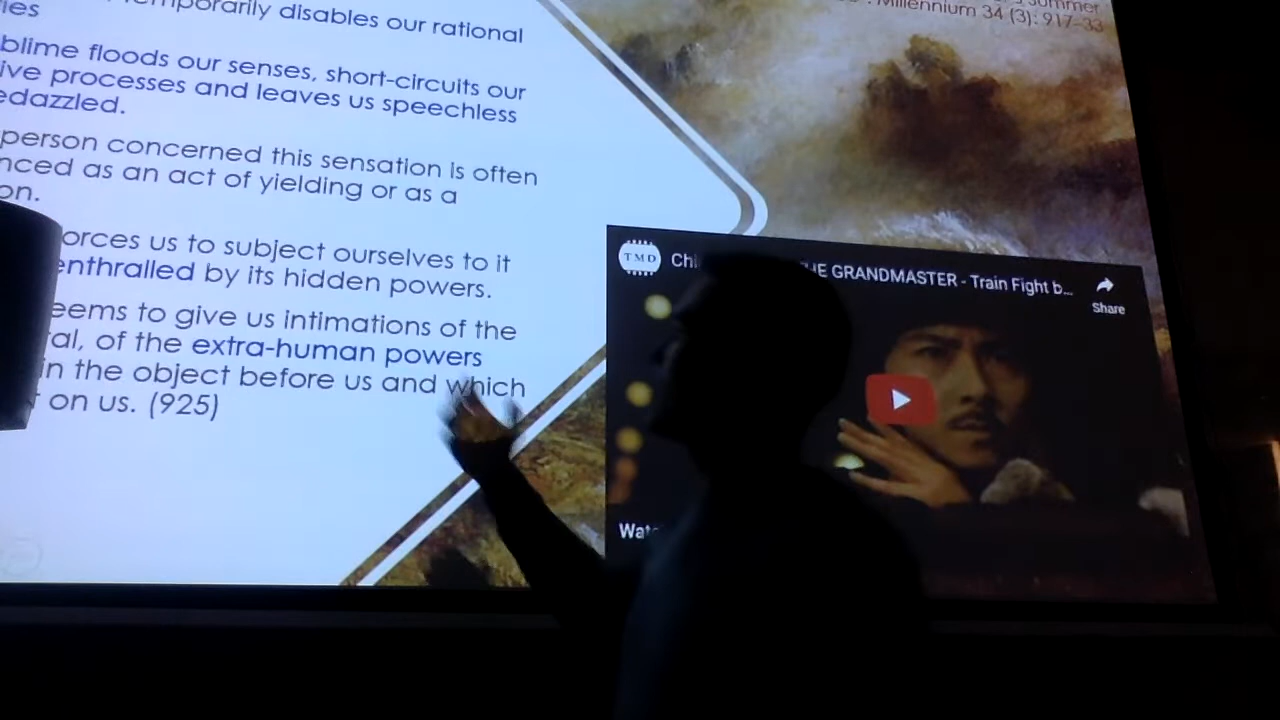 temporarily disables our rational
ies
blime floods our senses, short-circuits our
ive processes and leaves us speechless
edazzled.
person concerned this sensation is often
nced as an act of yielding or as a
on.
orces us to subject ourselves to it
enthralled by its hidden powers.
eems to give us intimations of the
al, of the extra-human powers
in the object before us and which
on us. (925)
Summer
Millennium 34 (3): 917–33
TMD
Chi
THE GRANDMASTER - Train Fight b...
Share
Wat